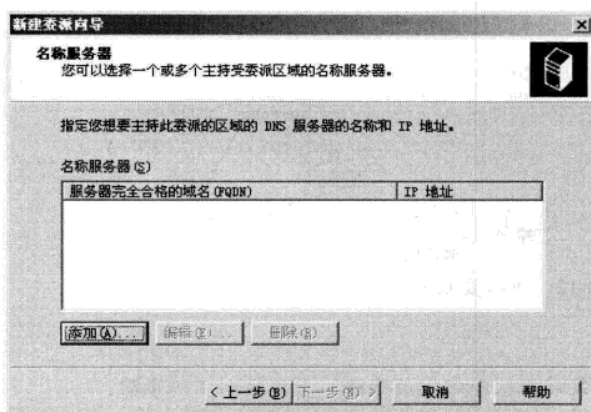 新建委派向导
名称服务器
您可以选择一个或多个主持受委派区域的名称服务器。
指定您想要主持此委派的区域的 DNS 服务器的名称和 IP 地址。
名称服务器(S)
服务器完全合格的域名(FQDN) IP 地址
添加(A)... 编辑(E)... 删除(R)
< 上一步(B) 下一步(N) > 取消 帮助